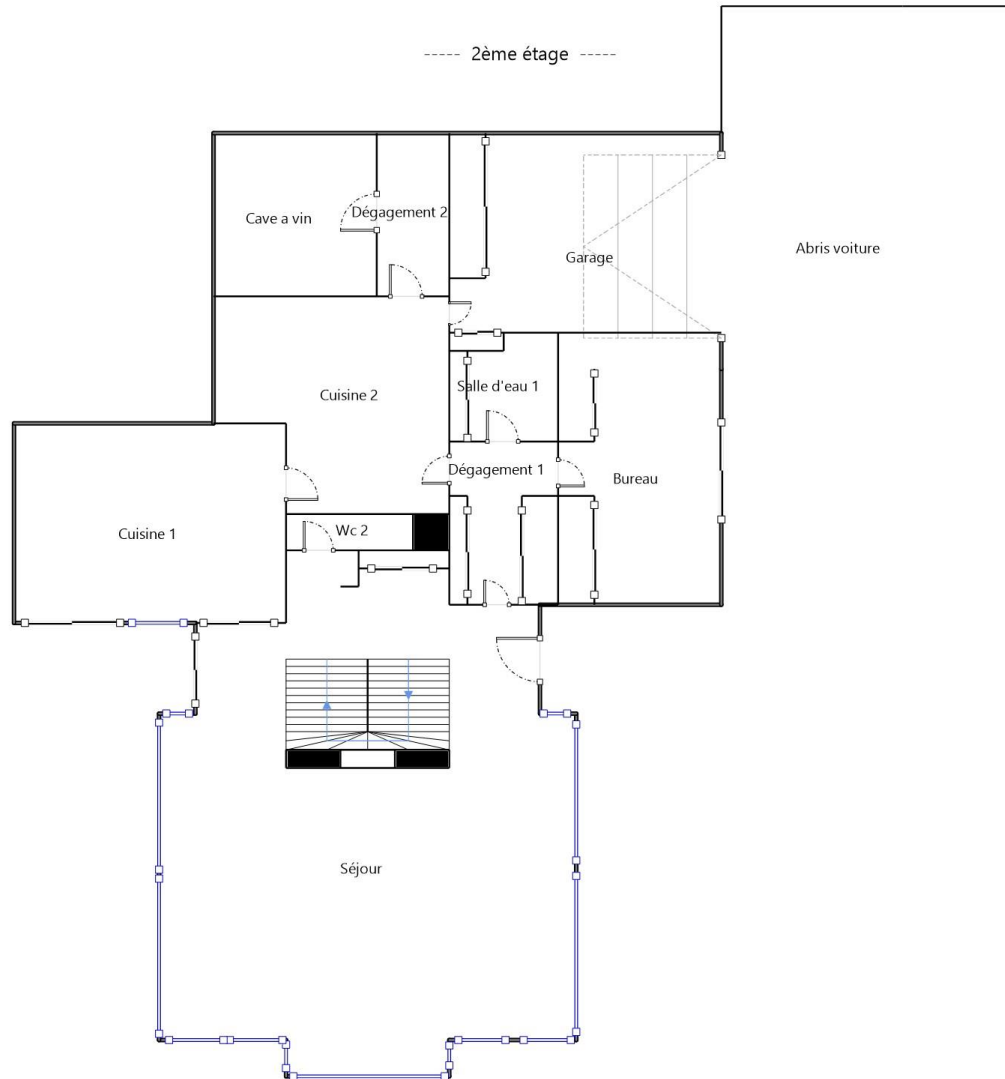 2ème étage
Cave a vin
Dégagement 2
Garage
Abris voiture
Cuisine 2
Salle d'eau 1
Dégagement 1
Bureau
Cuisine 1
Wc 2
Séjour